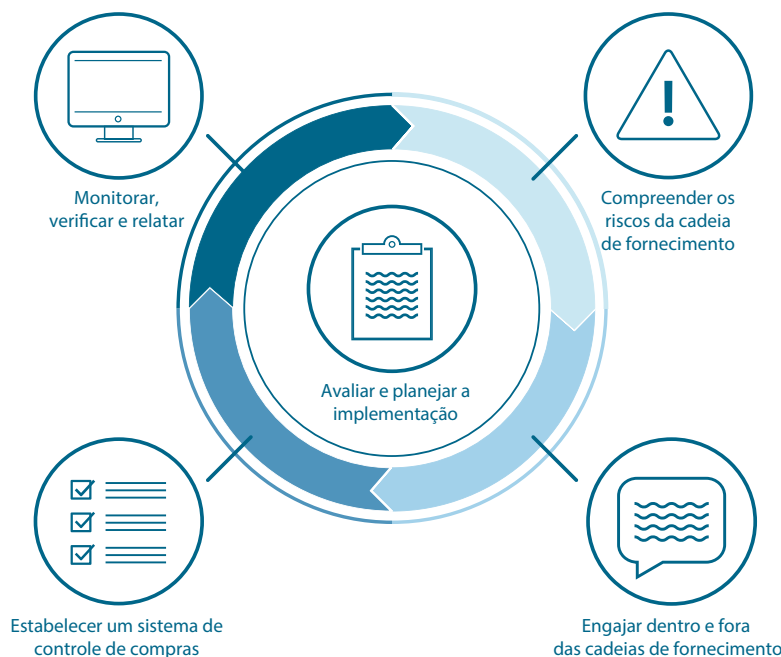 Monitorar,
verificar e relatar
Compreender os
riscos da cadeia
de fornecimento
Avaliar e planejar a
implementação
Estabelecer um sistema de
controle de compras
Engajar dentro e fora
das cadeias de fornecimento